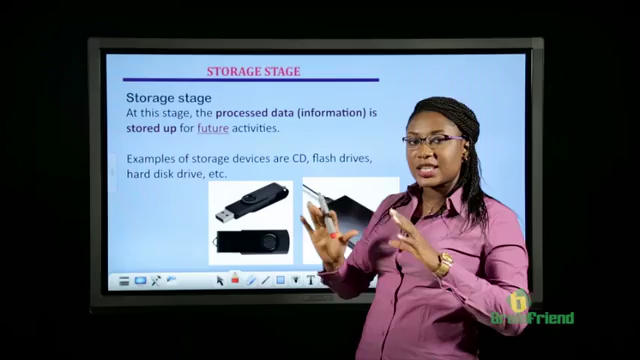 STORAGE STAGE
Storage stage
At this stage, the processed data (information) is
stored up for future activities.
Examples of storage devices are CD, flash drives,
hard disk drive, etc.